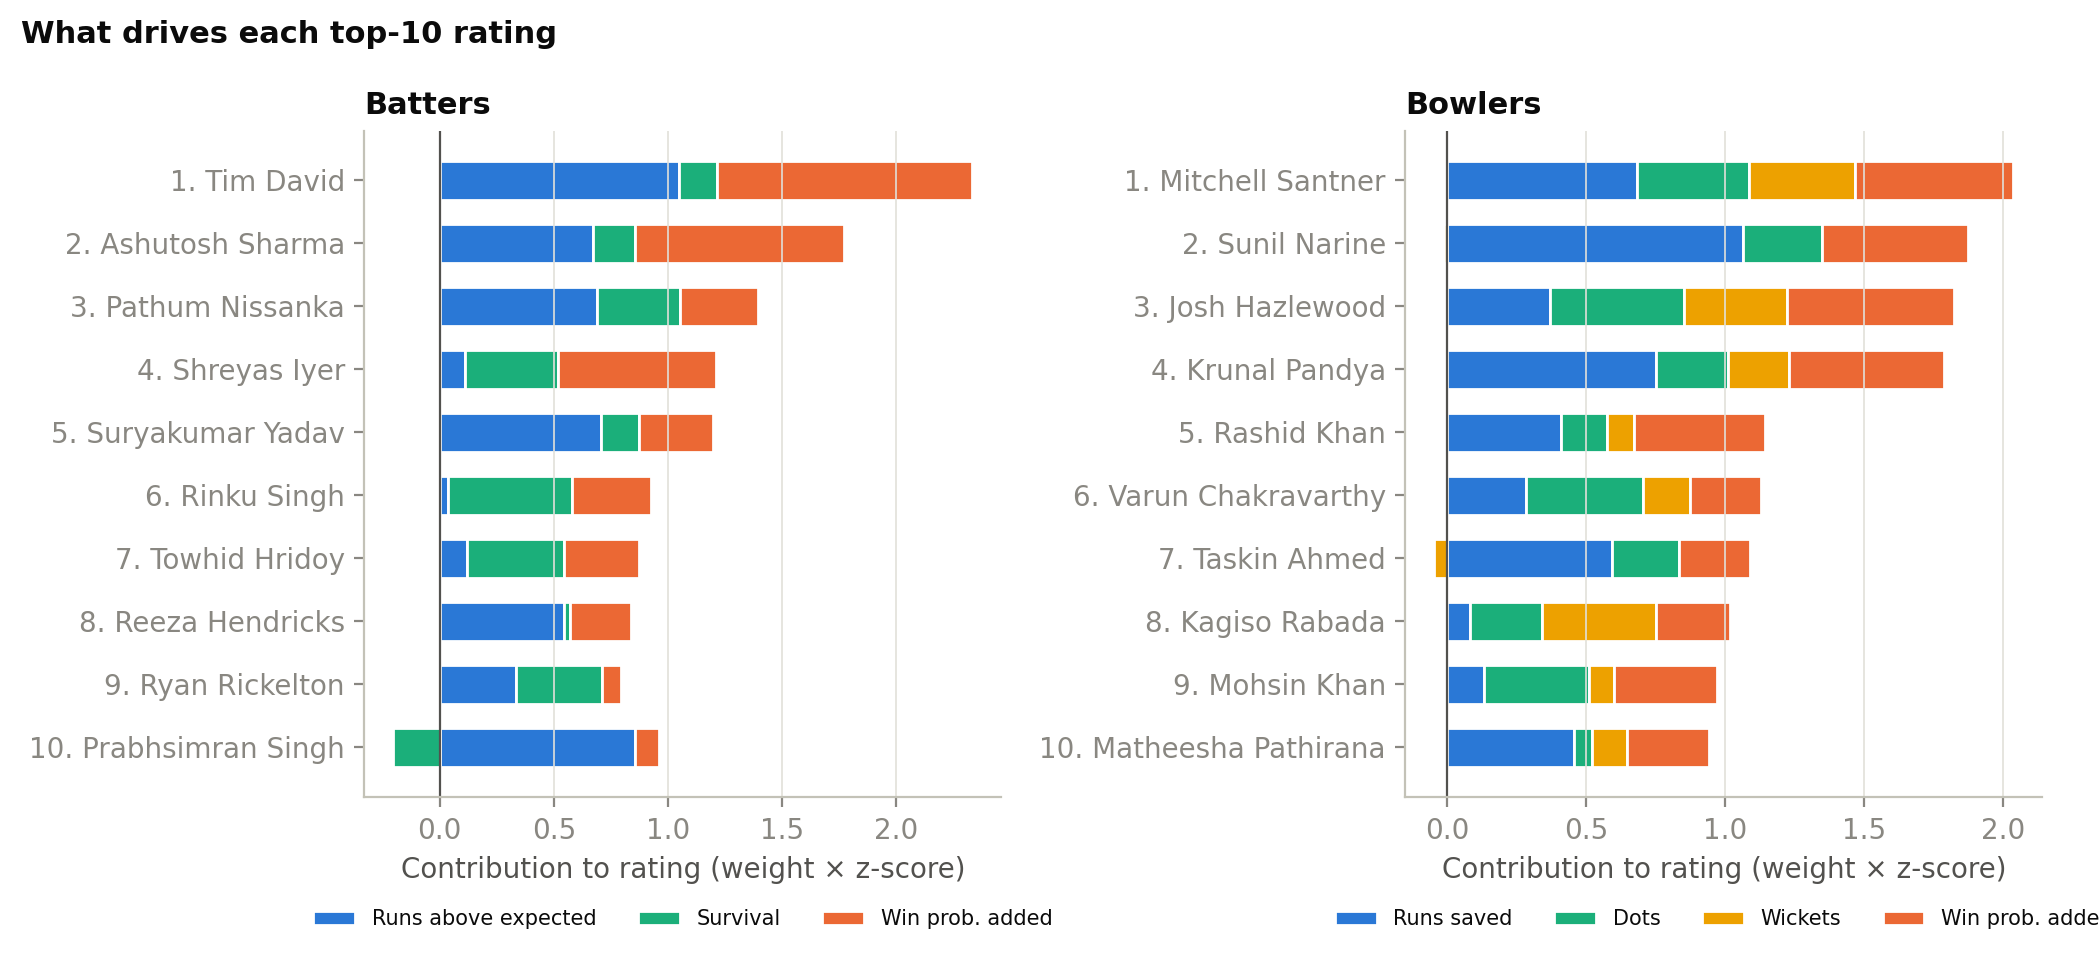 What drives each top-10 rating
Batters
1. Tim David
2. Ashutosh Sharma
3. Pathum Nissanka
4. Shreyas Iyer
5. Suryakumar Yadav
6. Rinku Singh
7. Towhid Hridoy
8. Reeza Hendricks
9. Ryan Rickelton
10. Prabhsimran Singh
0.0 0.5 1.0 1.5 2.0
Contribution to rating (weight × z-score)
Runs above expected Survival Win prob. added
Bowlers
1. Mitchell Santner
2. Sunil Narine
3. Josh Hazlewood
4. Krunal Pandya
5. Rashid Khan
6. Varun Chakravarthy
7. Taskin Ahmed
8. Kagiso Rabada
9. Mohsin Khan
10. Matheesha Pathirana
0.0 0.5 1.0 1.5 2.0
Contribution to rating (weight × z-score)
Runs saved Dots Wickets Win prob. adde